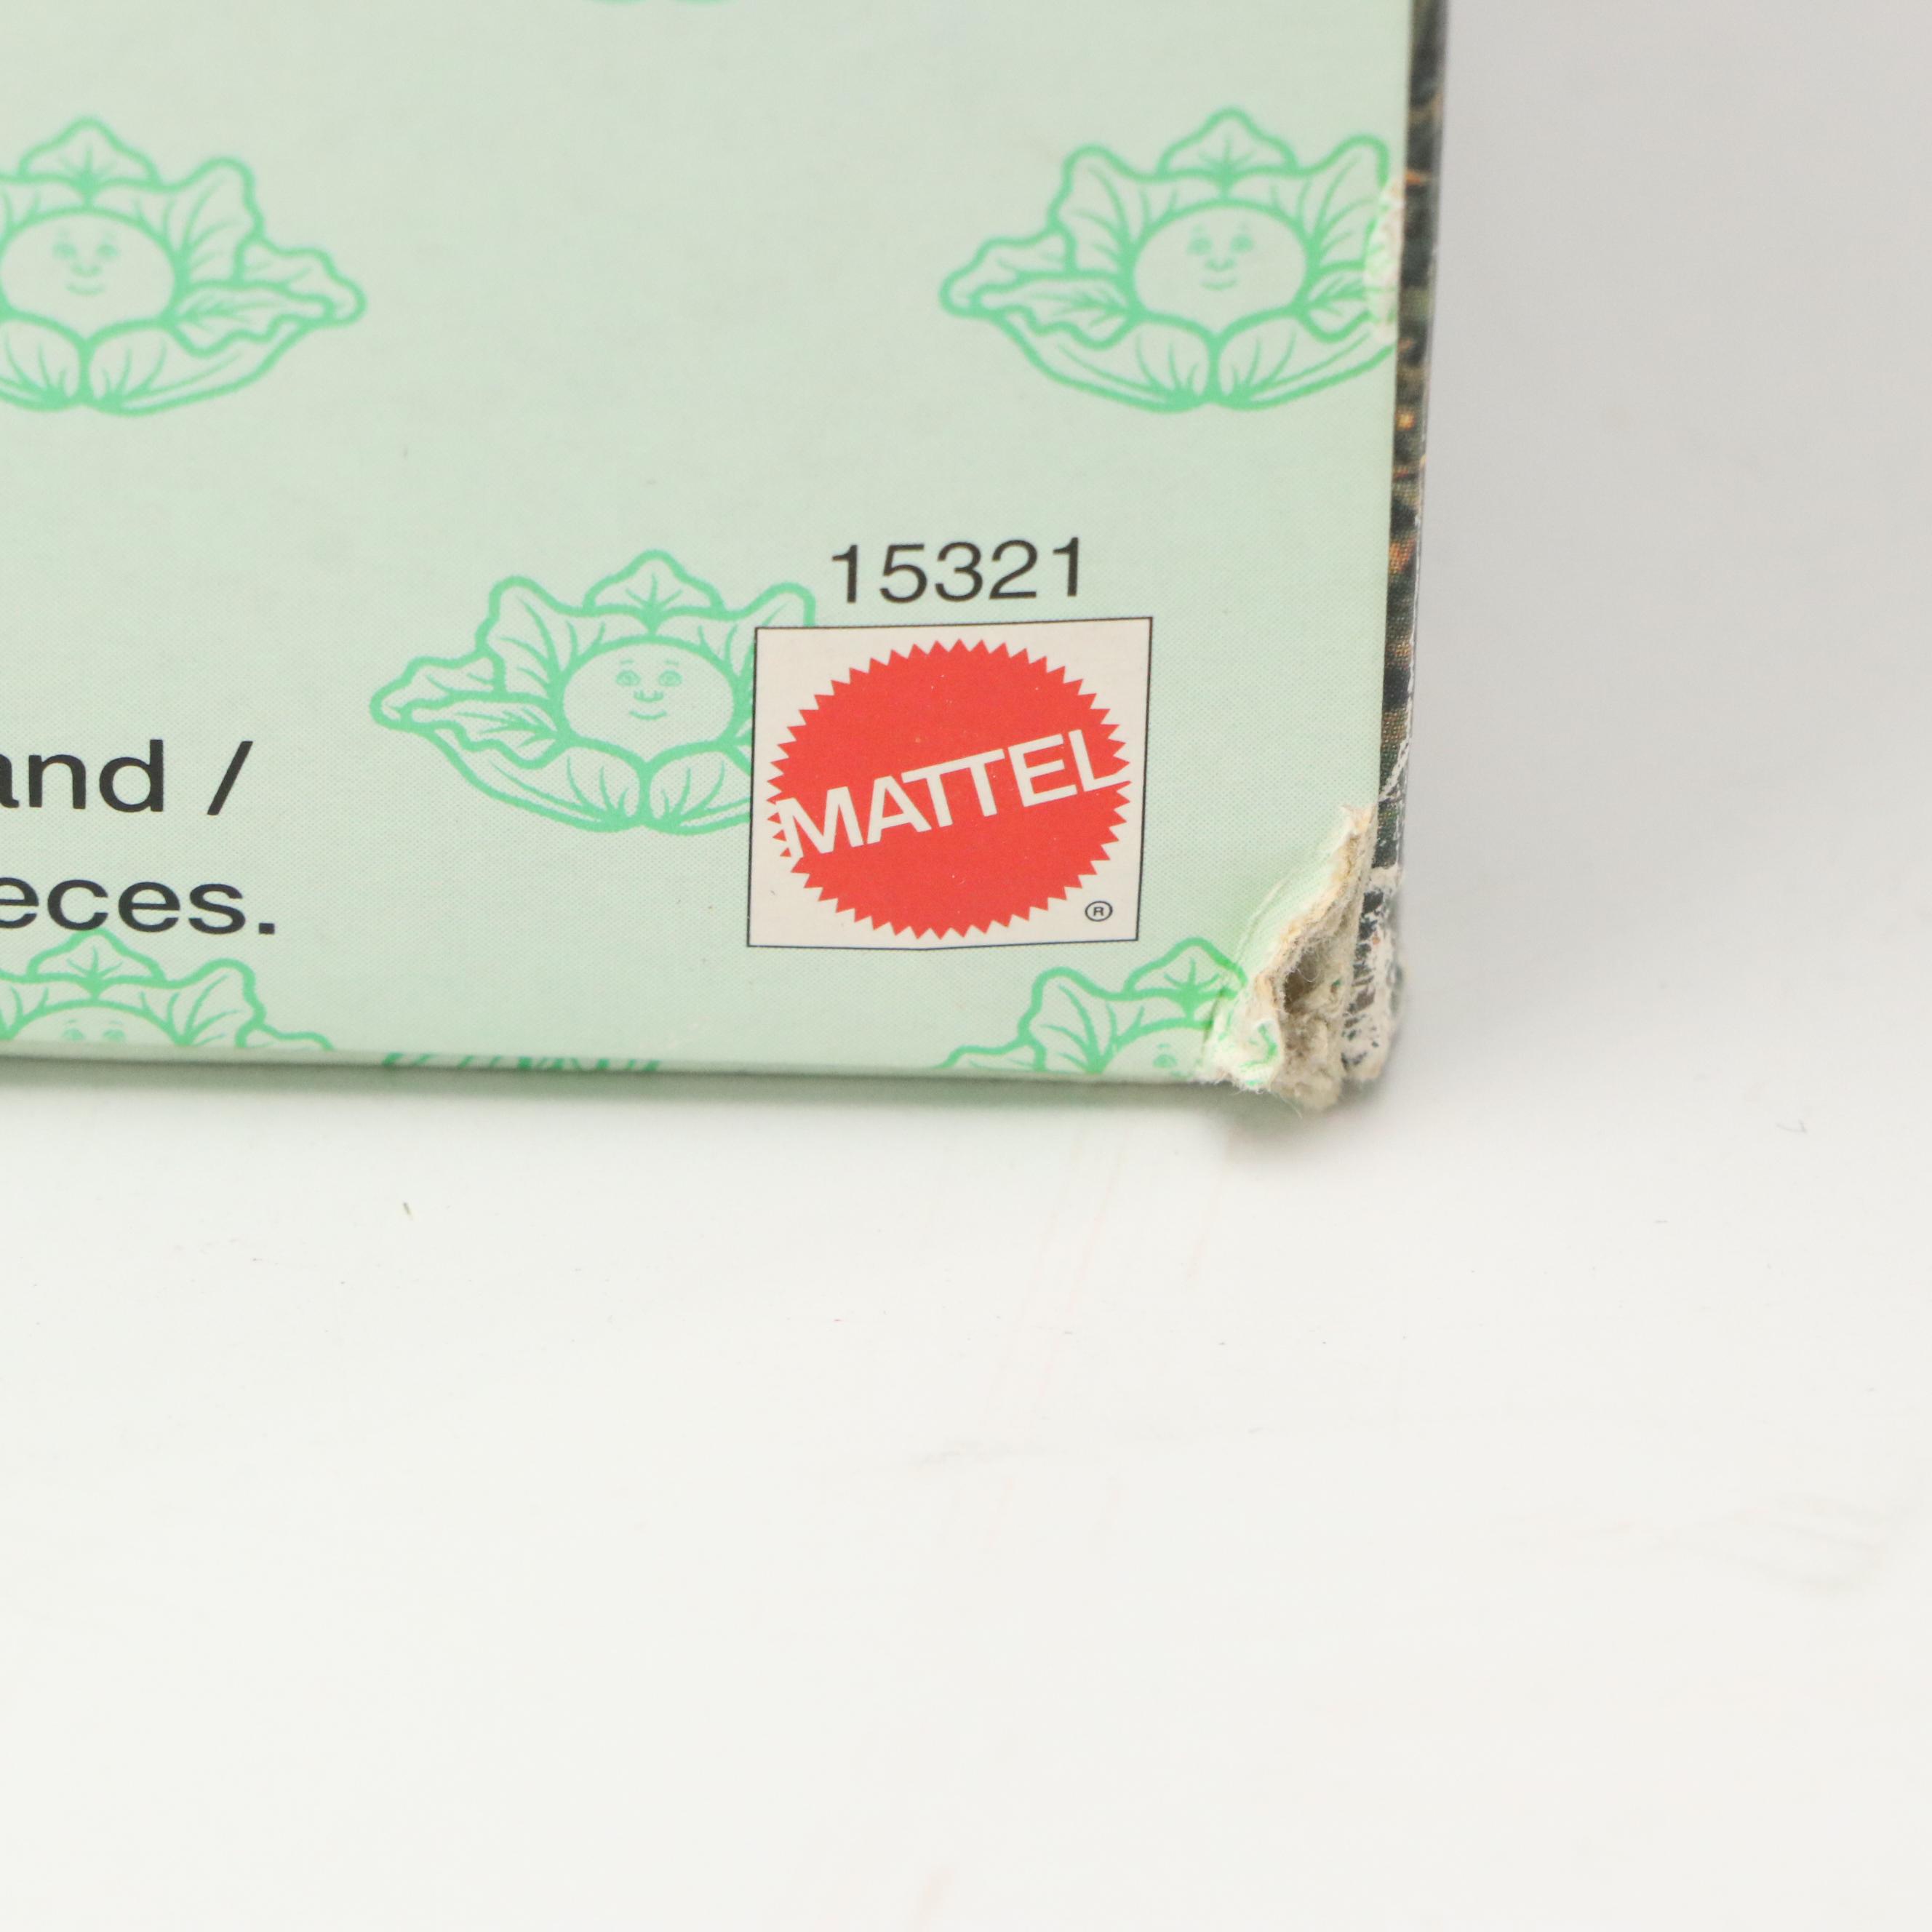 15321
MATTEL
®
and /
eces.